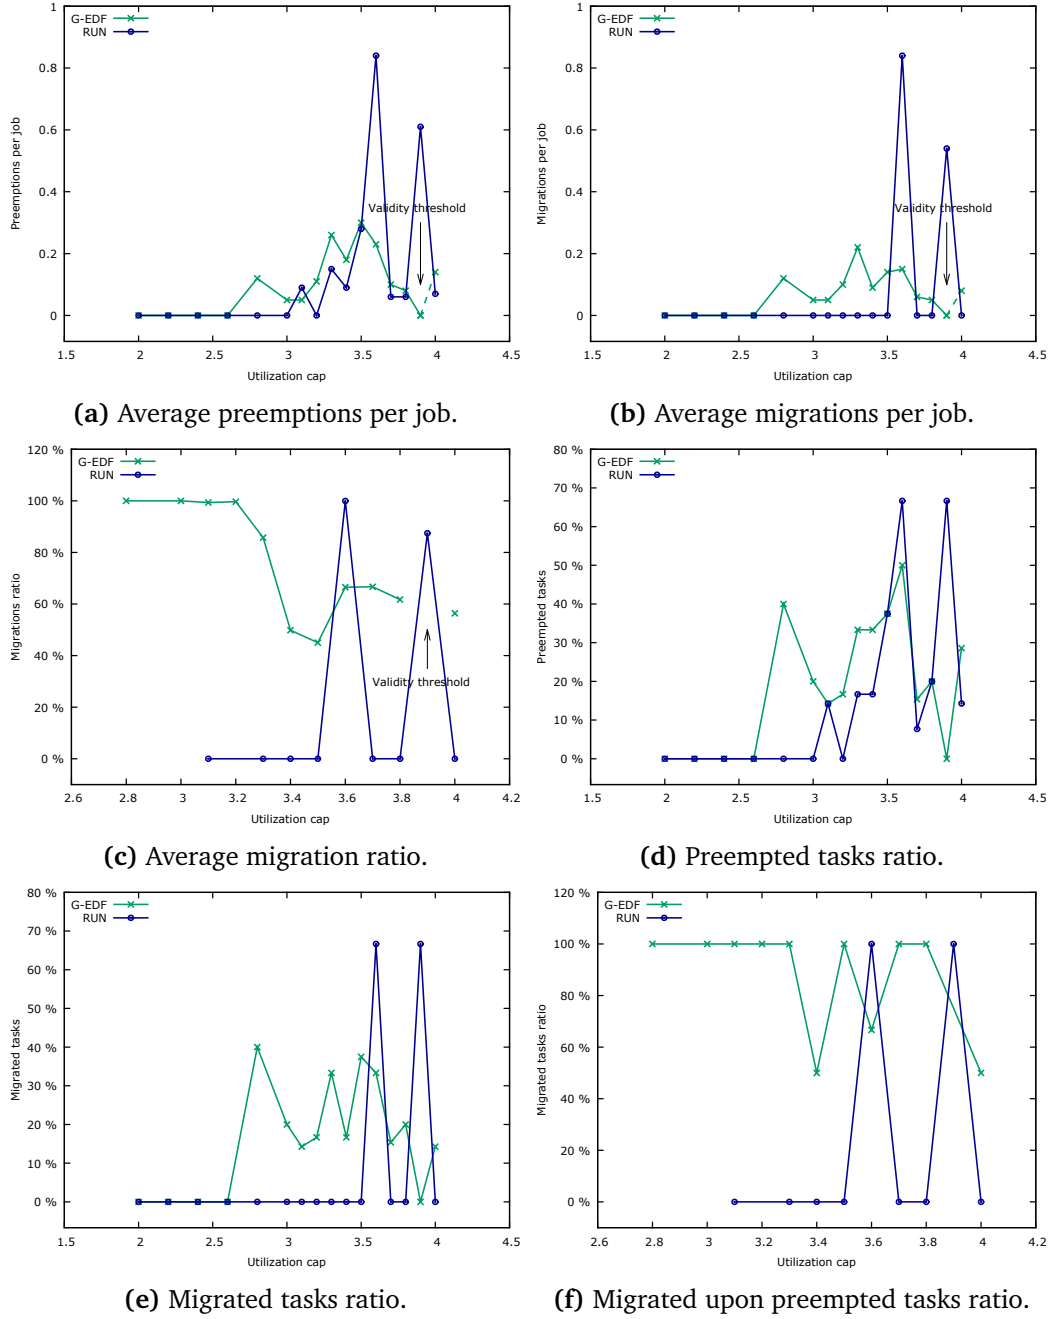 1
0.8
0.6
0.4
0.2
0
1.5 2 2.5 3 3.5 4 4.5
Preemptions per job
Utilization cap
G-EDF
RUN
Validity threshold
(a) Average preemptions per job.
1
0.8
0.6
0.4
0.2
0
1.5 2 2.5 3 3.5 4 4.5
Migrations per job
Utilization cap
G-EDF
RUN
Validity threshold
(b) Average migrations per job.
120 %
100 %
80 %
60 %
40 %
20 %
0 %
2.6 2.8 3 3.2 3.4 3.6 3.8 4 4.2
Migrations ratio
Utilization cap
G-EDF
RUN
Validity threshold
(c) Average migration ratio.
80 %
70 %
60 %
50 %
40 %
30 %
20 %
10 %
0 %
1.5 2 2.5 3 3.5 4 4.5
Preempted tasks
Utilization cap
G-EDF
RUN
(d) Preempted tasks ratio.
80 %
70 %
60 %
50 %
40 %
30 %
20 %
10 %
0 %
1.5 2 2.5 3 3.5 4 4.5
Migrated tasks
Utilization cap
G-EDF
RUN
(e) Migrated tasks ratio.
120 %
100 %
80 %
60 %
40 %
20 %
0 %
2.6 2.8 3 3.2 3.4 3.6 3.8 4 4.2
Migrated tasks ratio
Utilization cap
G-EDF
RUN
(f) Migrated upon preempted tasks ratio.